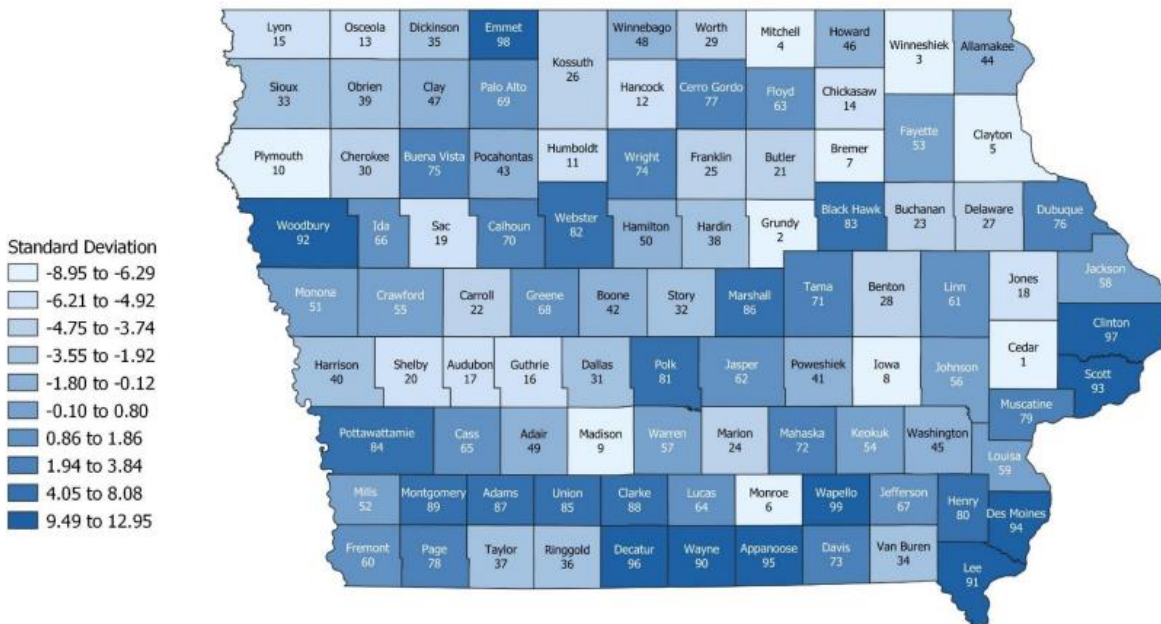 Lyon
15
Osceola
13
Dickinson
35
Emmet
98
Winnebago
48
Worth
29
Mitchell
4
Howard
46
Winneshiek
3
Allamakee
44
Kossuth
26
Sioux
33
Obrien
39
Clay
47
Palo Alto
69
Hancock
12
Cerro Gordo
77
Floyd
63
Chickasaw
14
Fayette
53
Clayton
5
Plymouth
10
Cherokee
30
Buena Vista
75
Pocahontas
43
Humboldt
11
Wright
74
Franklin
25
Butler
21
Bremer
7
Woodbury
92
Ida
66
Sac
19
Calhoun
70
Webster
82
Hamilton
50
Hardin
38
Grundy
2
Black Hawk
83
Buchanan
23
Delaware
27
Dubuque
76
Monona
51
Crawford
55
Carroll
22
Greene
68
Boone
42
Story
32
Marshall
86
Tama
71
Benton
28
Linn
61
Jones
18
Jackson
58
Clinton
97
Cedar
1
Scott
93
Harrison
40
Shelby
20
Audubon
17
Guthrie
16
Dallas
31
Polk
81
Jasper
62
Poweshiek
41
Iowa
8
Johnson
56
Muscatine
79
Pottawattamie
84
Cass
65
Adair
49
Madison
9
Warren
57
Marion
24
Mahaska
72
Keokuk
54
Washington
45
Louisa
59
Mills
52
Montgomery
89
Adams
87
Union
85
Clarke
88
Lucas
64
Monroe
6
Wapello
99
Jefferson
67
Henry
80
Des Moines
94
Fremont
60
Page
78
Taylor
37
Ringgold
36
Decatur
96
Wayne
90
Appanoose
95
Davis
73
Van Buren
34
Lee
91
Standard Deviation
-8.95 to -6.29
-6.21 to -4.92
-4.75 to -3.74
-3.55 to -1.92
-1.80 to -0.12
-0.10 to 0.80
0.86 to 1.86
1.94 to 3.84
4.05 to 8.08
9.49 to 12.95